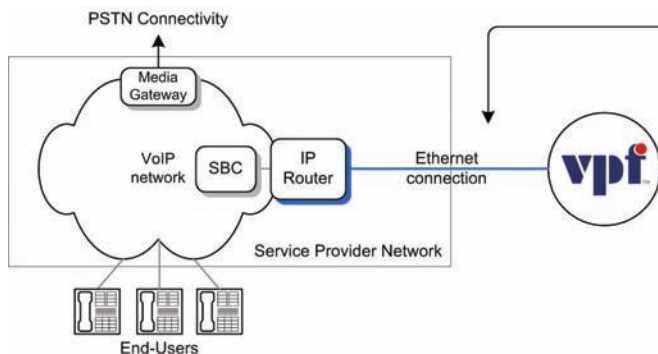 PSTN Connectivity
Media
Gateway
VoIP
network
SBC
IP
Router
Ethernet
connection
vpf
Service Provider Network
End-Users